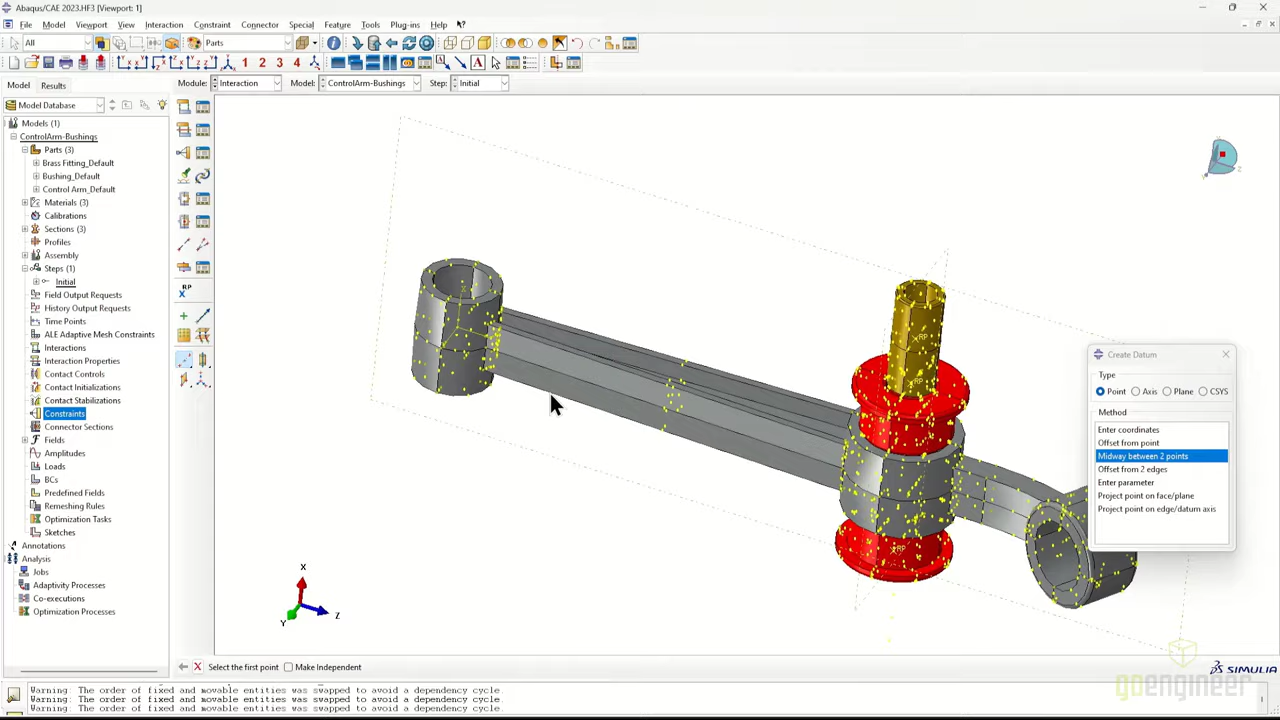 Abaqus/CAE 2023.HF3 [Viewport: 1]
File Model Viewport View Interaction Constraint Connector Special Feature Tools Plug-ins Help
All Parts
1 2 3 4
Model Results Module: Interaction Model: ControlArm-Bushings Step: Initial
Model Database
Models (1)
ControlArm-Bushings
Parts (3)
Brass Fitting_Default
Bushing_Default
Control Arm_Default
Materials (3)
Calibrations
Sections (3)
Profiles
Assembly
Steps (1)
Initial
Field Output Requests
History Output Requests
Time Points
ALE Adaptive Mesh Constraints
Interactions
Interaction Properties
Contact Controls
Contact Initializations
Contact Stabilizations
Constraints
Connector Sections
Fields
Amplitudes
Loads
BCs
Predefined Fields
Remeshing Rules
Optimization Tasks
Sketches
Annotations
Analysis
Jobs
Adaptivity Processes
Co-executions
Optimization Processes
RP
RP
RP
RP
X
Y
Z
Create Datum
Type
Point Axis Plane CSYS
Method
Enter coordinates
Offset from point
Midway between 2 points
Offset from 2 edges
Enter parameter
Project point on face/plane
Project point on edge/datum axis
Select the first point Make Independent
SIMULIA
goengineer
Warning: The order of fixed and movable entities was swapped to avoid a dependency cycle.
Warning: The order of fixed and movable entities was swapped to avoid a dependency cycle.
Warning: The order of fixed and movable entities was swapped to avoid a dependency cycle.